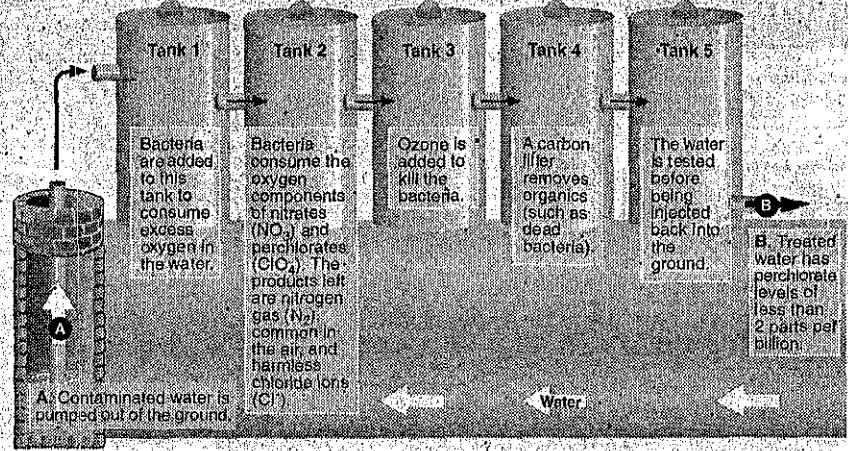 Tank 1
Tank 2
Tank 3
Tank 4
Tank 5
Bacteria
are added
to this
tank to
consume
excess
oxygen in
the water.
Bacteria
consume the
oxygen
components
of nitrates
(NO₃) and
perchlorates
(ClO₄). The
products left
are nitrogen
gas (N₂),
common in
the air, and
harmless
chloride ions
(Cl⁻)
Ozone is
added to
kill the
bacteria.
A carbon
filter
removes
organics
(such as
dead
bacteria).
The water
is tested
before
being
injected
back into
the
ground.
B
B. Treated
water has
perchlorate
levels of
less than
2 parts per
billion.
A
A. Contaminated water is
pumped out of the ground.
Water